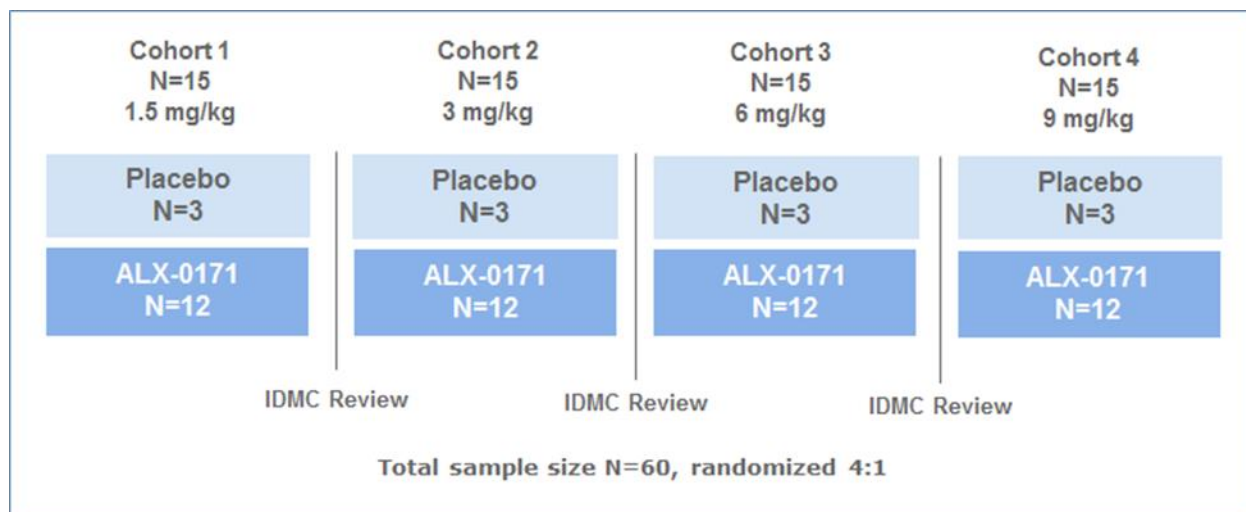 Cohort 1
N=15
1.5 mg/kg
Cohort 2
N=15
3 mg/kg
Cohort 3
N=15
6 mg/kg
Cohort 4
N=15
9 mg/kg
Placebo
N=3
Placebo
N=3
Placebo
N=3
Placebo
N=3
ALX-0171
N=12
ALX-0171
N=12
ALX-0171
N=12
ALX-0171
N=12
IDMC Review
IDMC Review
IDMC Review
Total sample size N=60, randomized 4:1